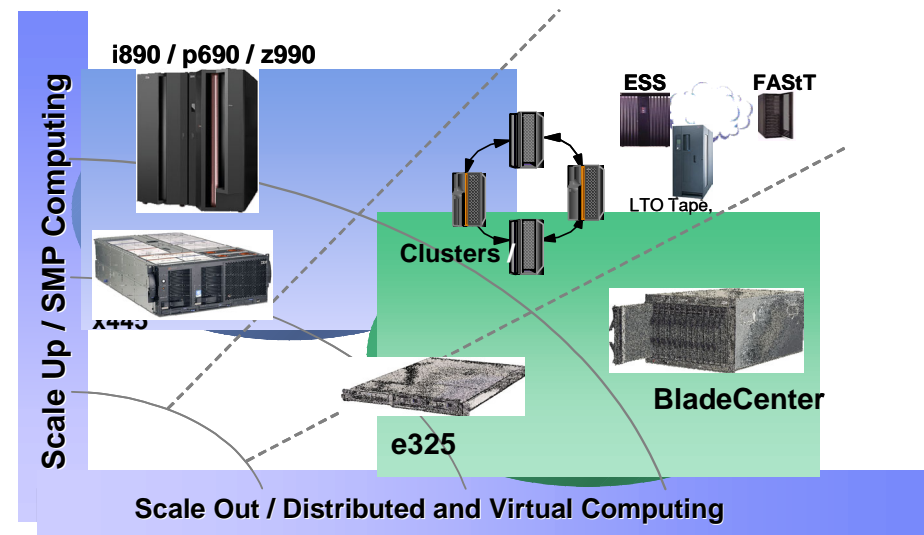 i890 / p690 / z990
ESS
FAStT
LTO Tape,
Clusters /
x445
BladeCenter
e325
Scale Up / SMP Computing
Scale Out / Distributed and Virtual Computing